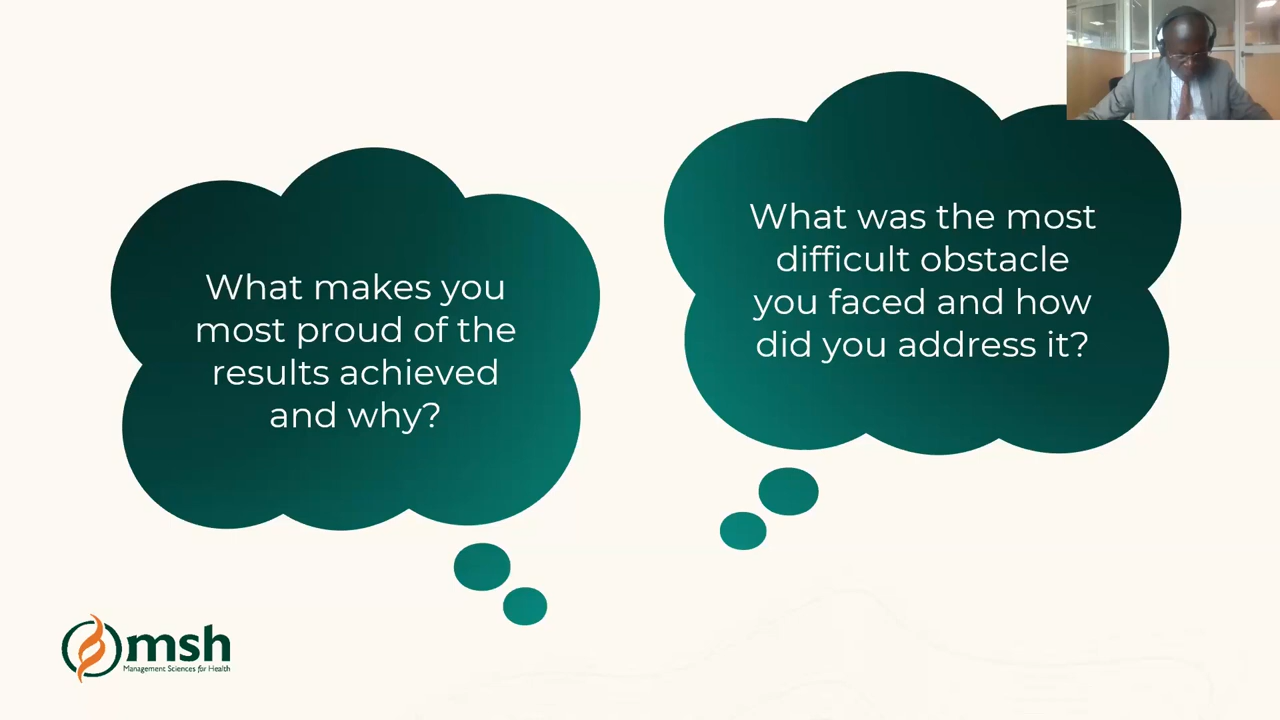 What makes you
most proud of the
results achieved
and why?
What was the most
difficult obstacle
you faced and how
did you address it?
msh
Management Sciences for Health